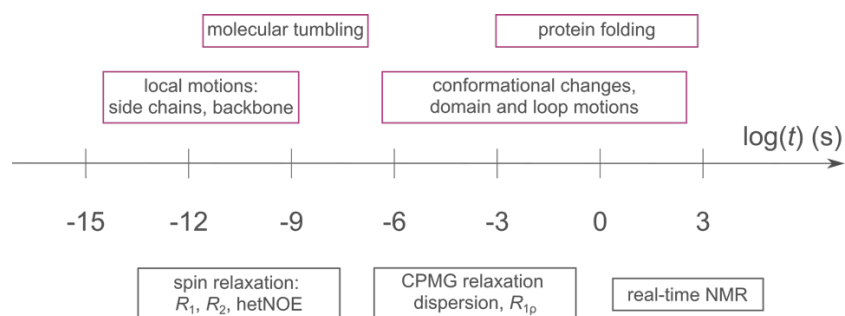 molecular tumbling
protein folding
local motions:
side chains, backbone
conformational changes,
domain and loop motions
log(t) (s)
-15
-12
-9
-6
-3
0
3
spin relaxation:
R₁, R₂, hetNOE
CPMG relaxation
dispersion, R₁ρ
real-time NMR